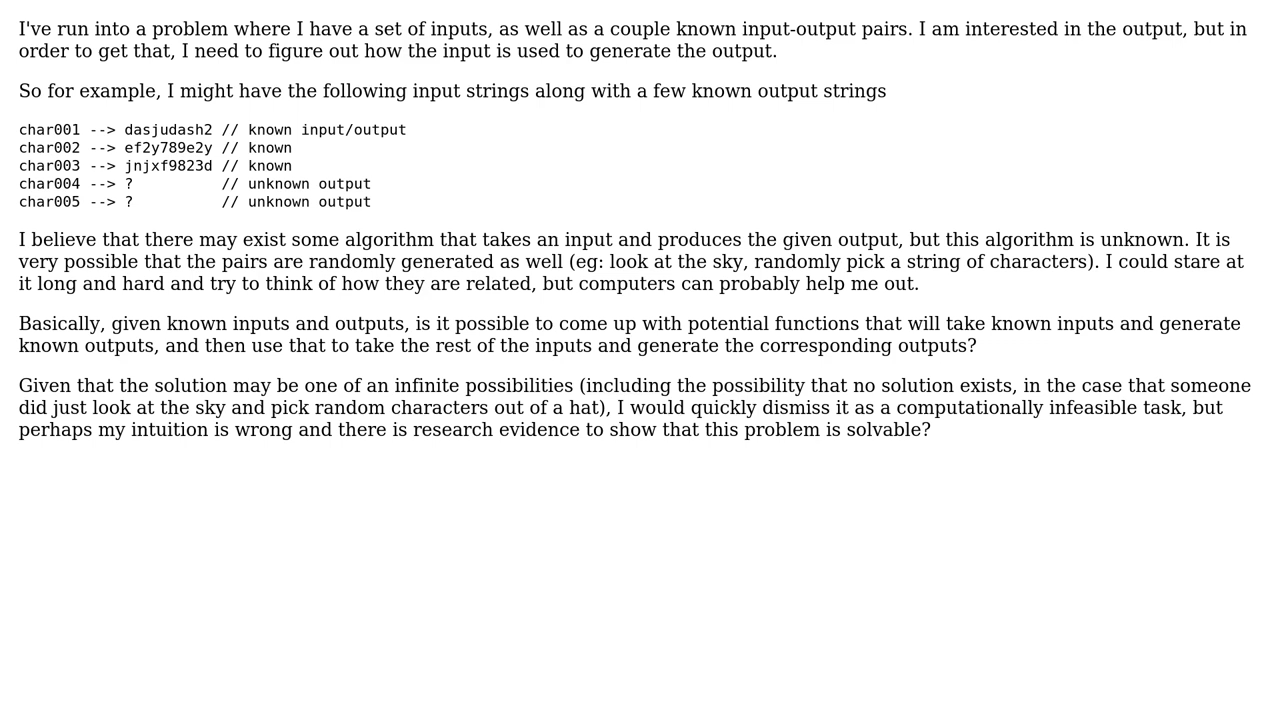 I've run into a problem where I have a set of inputs, as well as a couple known input-output pairs. I am interested in the output, but in
order to get that, I need to figure out how the input is used to generate the output.
So for example, I might have the following input strings along with a few known output strings
char001 --> dasjudash2 // known input/output
char002 --> ef2y789e2y // known
char003 --> jnjxf9823d // known
char004 --> ?          // unknown output
char005 --> ?          // unknown output
I believe that there may exist some algorithm that takes an input and produces the given output, but this algorithm is unknown. It is
very possible that the pairs are randomly generated as well (eg: look at the sky, randomly pick a string of characters). I could stare at
it long and hard and try to think of how they are related, but computers can probably help me out.
Basically, given known inputs and outputs, is it possible to come up with potential functions that will take known inputs and generate
known outputs, and then use that to take the rest of the inputs and generate the corresponding outputs?
Given that the solution may be one of an infinite possibilities (including the possibility that no solution exists, in the case that someone
did just look at the sky and pick random characters out of a hat), I would quickly dismiss it as a computationally infeasible task, but
perhaps my intuition is wrong and there is research evidence to show that this problem is solvable?